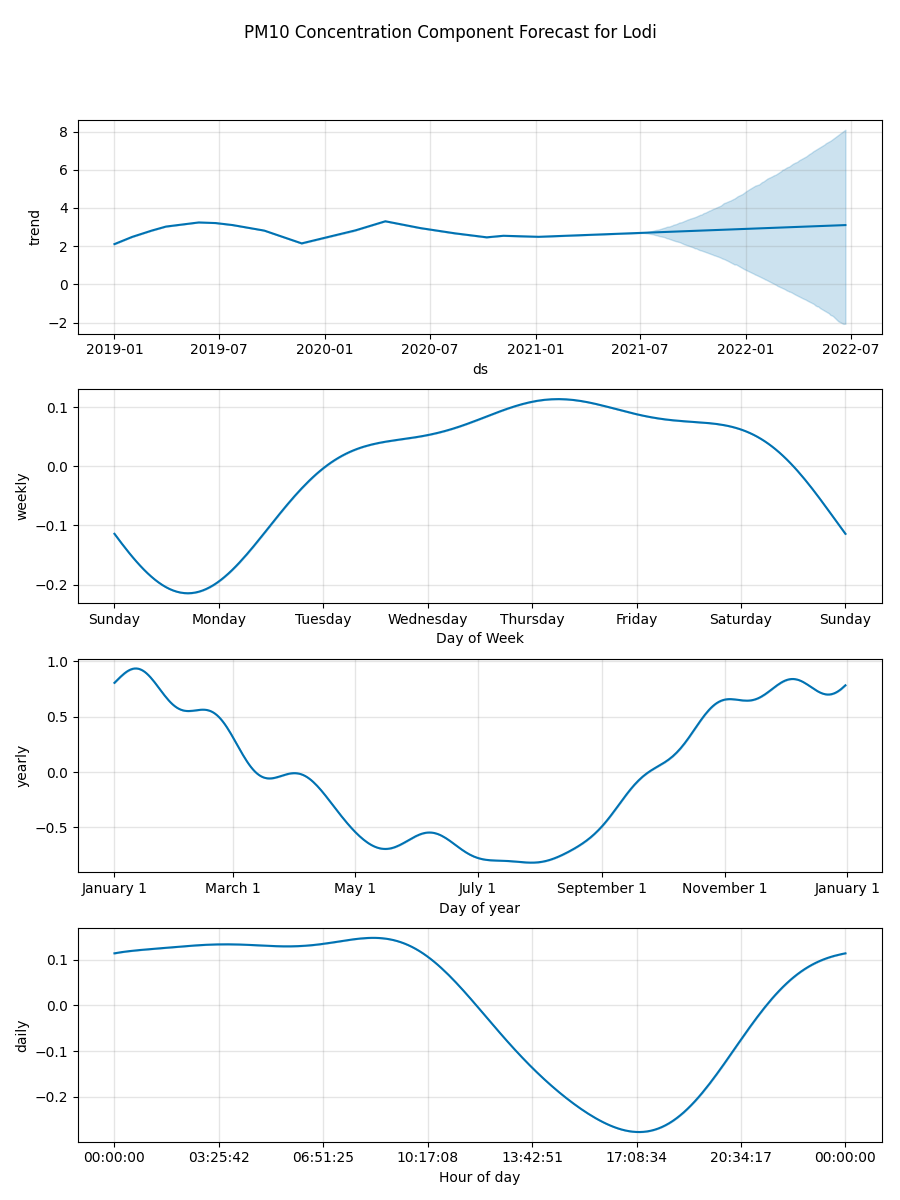 PM10 Concentration Component Forecast for Lodi
8
6
4
2
0
−2
trend
2019-01 2019-07 2020-01 2020-07 2021-01 2021-07 2022-01 2022-07
ds
0.1
0.0
−0.1
−0.2
weekly
Sunday Monday Tuesday Wednesday Thursday Friday Saturday Sunday
Day of Week
1.0
0.5
0.0
−0.5
yearly
January 1 March 1 May 1 July 1 September 1 November 1 January 1
Day of year
0.1
0.0
−0.1
−0.2
daily
00:00:00 03:25:42 06:51:25 10:17:08 13:42:51 17:08:34 20:34:17 00:00:00
Hour of day